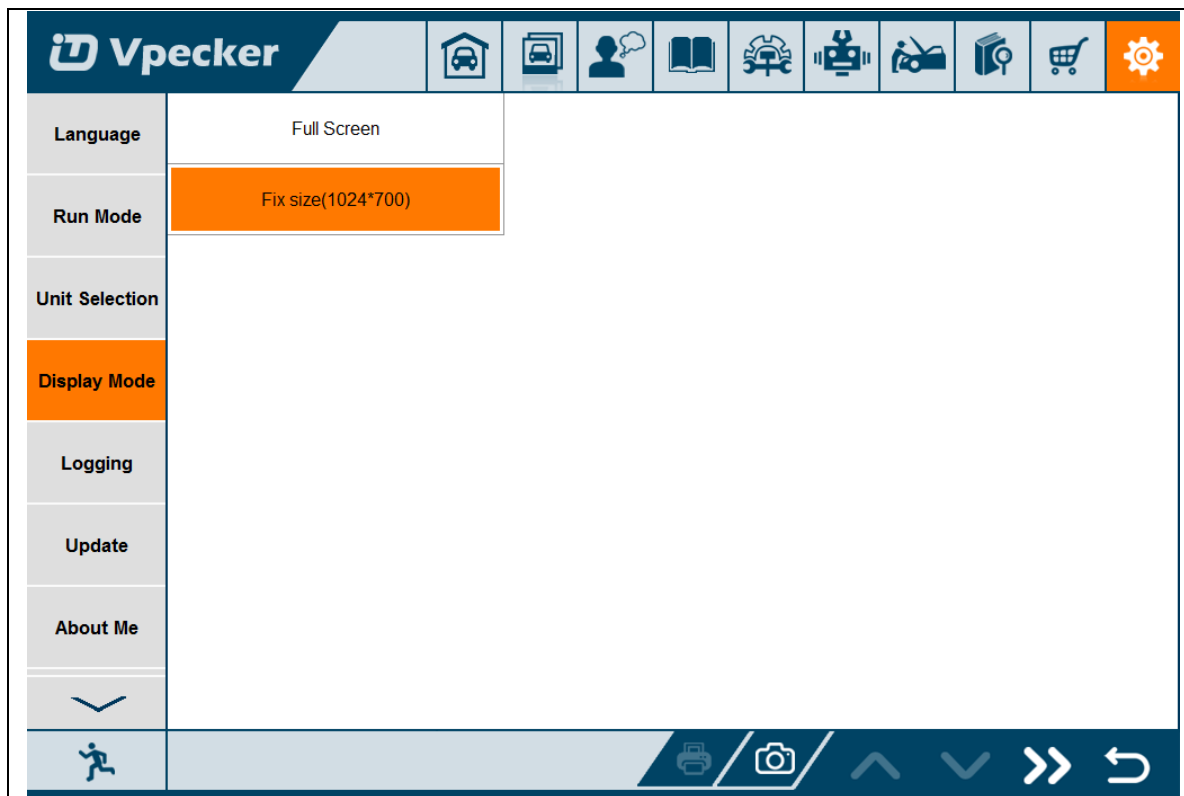 Vpecker
Language
Full Screen
Run Mode
Fix size(1024*700)
Unit Selection
Display Mode
Logging
Update
About Me